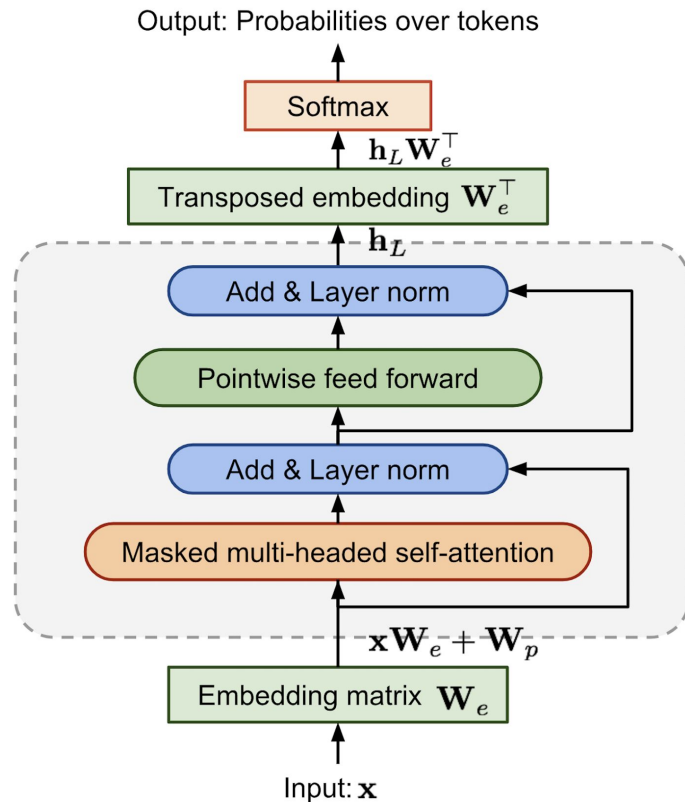 Output: Probabilities over tokens
Softmax
𝐡_L 𝐖_e^⊤
Transposed embedding 𝐖_e^⊤
𝐡_L
Add & Layer norm
Pointwise feed forward
Add & Layer norm
Masked multi-headed self-attention
𝐱𝐖_e + 𝐖_p
Embedding matrix 𝐖_e
Input: 𝐱